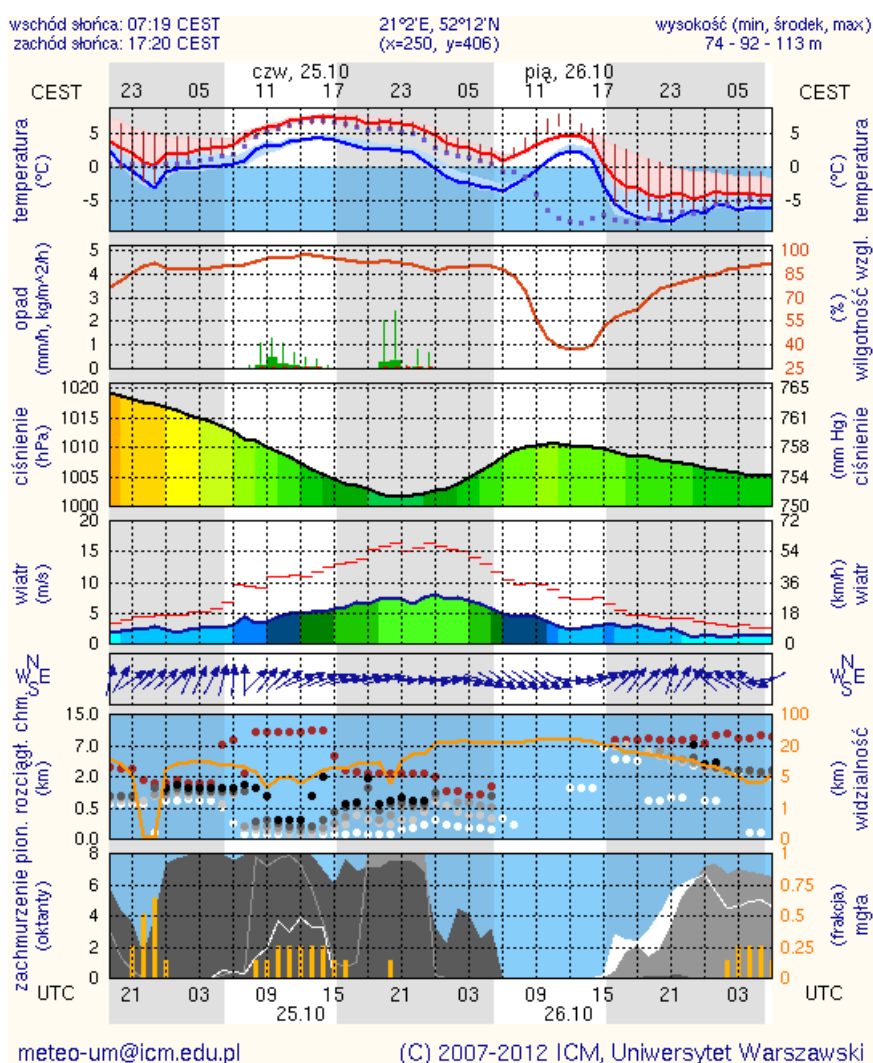 wschód słońca: 07:19 CEST 21°2'E, 52°12'N wysokość (min, środek, max)
zachód słońca: 17:20 CEST (x=250, y=406) 74 - 92 - 113 m
czw, 25.10 pią, 26.10
CEST 23 05 11 17 23 05 11 17 23 05 CEST
temperatura (°C)
5
0
-5
5
0
-5
(°C) temperatura
opad (mm/h, kg/m^2/h)
5
4
3
2
1
0
100
85
70
55
40
25
(%) wilgotność wzgl.
ciśnienie (hPa)
1020
1015
1010
1005
1000
765
761
758
754
750
(mm Hg) ciśnienie
wiatr (m/s)
20
15
10
5
0
72
54
36
18
0
(km/h) wiatr
N
W E
S
N
W E
S
pion. rozciągł. chm. (km)
15.0
7.0
2.0
0.5
0.0
100
20
5
1
0
(km) widzialność
zachmurzenie (oktanty)
8
6
4
2
0
1
0.75
0.5
0.25
0
(frakcja) mgła
UTC 21 03 09 15 21 03 09 15 21 03 UTC
25.10 26.10
meteo-um@icm.edu.pl (C) 2007-2012 ICM, Uniwersytet Warszawski